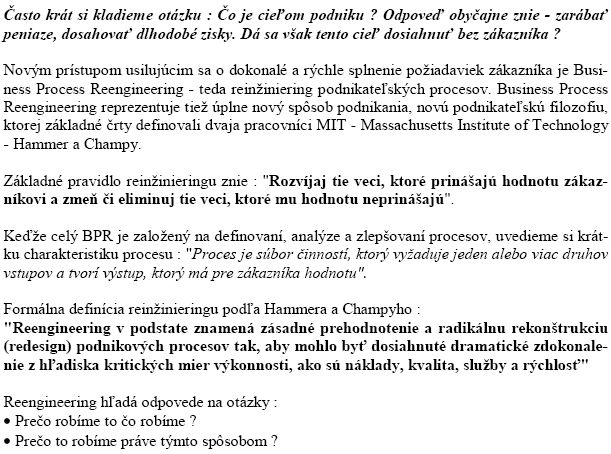 Často krát si kladieme otázku : Čo je cieľom podniku ? Odpoveď obyčajne znie - zarábať
peniaze, dosahovať dlhodobé zisky. Dá sa však tento cieľ dosiahnuť bez zákazníka ?
Novým prístupom usilujúcim sa o dokonalé a rýchle splnenie požiadaviek zákazníka je Busi-
ness Process Reengineering - teda reinžiniering podnikateľských procesov. Business Process
Reengineering reprezentuje tiež úplne nový spôsob podnikania, novú podnikateľskú filozofiu,
ktorej základné črty definovali dvaja pracovníci MIT - Massachusetts Institute of Technology
- Hammer a Champy.
Základné pravidlo reinžinieringu znie : "Rozvíjaj tie veci, ktoré prinášajú hodnotu zákaz-
níkovi a zmeň či eliminuj tie veci, ktoré mu hodnotu neprinášajú".
Keďže celý BPR je založený na definovaní, analýze a zlepšovaní procesov, uvedieme si krát-
ku charakteristiku procesu : "Proces je súbor činností, ktorý vyžaduje jeden alebo viac druhov
vstupov a tvorí výstup, ktorý má pre zákazníka hodnotu".
Formálna definícia reinžinieringu podľa Hammera a Champyho :
"Reengineering v podstate znamená zásadné prehodnotenie a radikálnu rekonštrukciu
(redesign) podnikových procesov tak, aby mohlo byť dosiahnuté dramatické zdokonale-
nie z hľadiska kritických mier výkonnosti, ako sú náklady, kvalita, služby a rýchlosť"
Reengineering hľadá odpovede na otázky :
• Prečo robíme to čo robíme ?
• Prečo to robíme práve týmto spôsobom ?